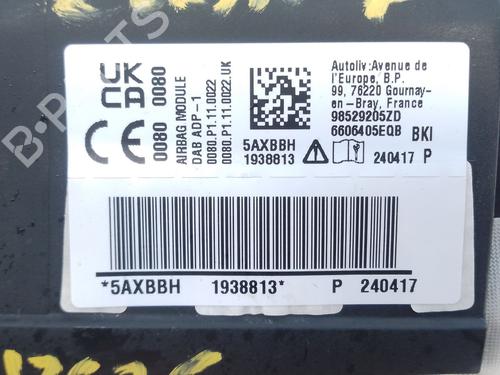 UK
CA
0080
CE
0080
AIRBAG MODULE
DAB ADP-1
0080.P1.11.0022
0080.P1.11.0022.UK
5AXBBH
1938813
Autoliv:Avenue de
l'Europe, B.P.
99, 76220 Gournay-
en-Bray, France
98529205ZD
6606405EQB BKI
240417 P
*5AXBBH 1938813* P 240417
B-PARTS